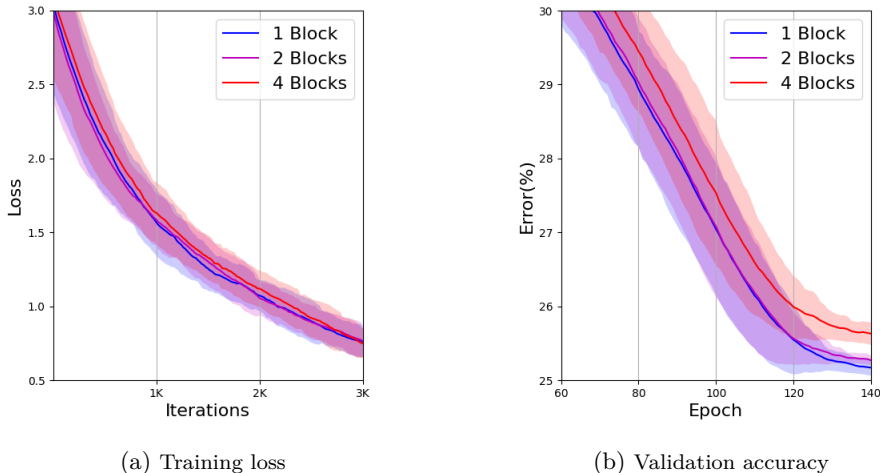 3.0
2.5
2.0
1.5
1.0
0.5
Loss
1K
2K
3K
Iterations
1 Block
2 Blocks
4 Blocks
(a) Training loss
30
29
28
27
26
25
Error(%)
60
80
100
120
140
Epoch
1 Block
2 Blocks
4 Blocks
(b) Validation accuracy